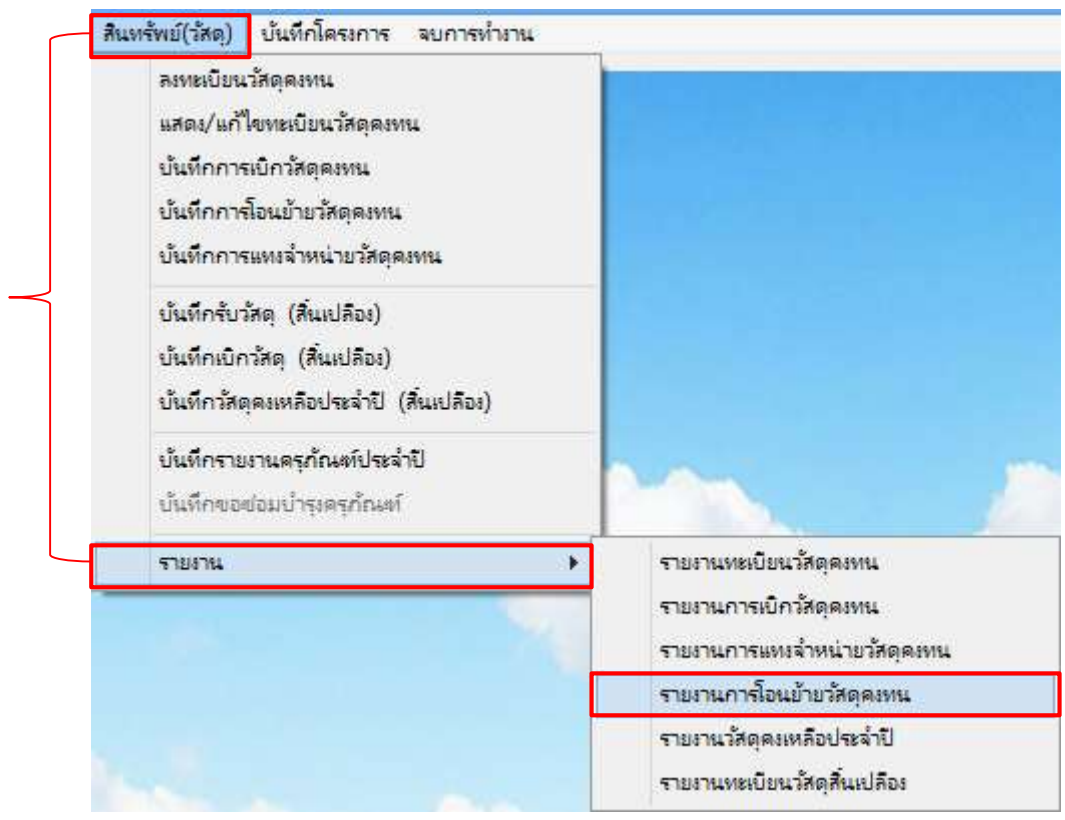 สินทรัพย์(วัสดุ) บันทึกโครงการ จบการทำงาน
ลงทะเบียนวัสดุคงทน
แสดง/แก้ไขทะเบียนวัสดุคงทน
บันทึกการเบิกวัสดุคงทน
บันทึกการโอนย้ายวัสดุคงทน
บันทึกการแทงจำหน่ายวัสดุคงทน
บันทึกรับวัสดุ (สิ้นเปลือง)
บันทึกเบิกวัสดุ (สิ้นเปลือง)
บันทึกวัสดุคงเหลือประจำปี (สิ้นเปลือง)
บันทึกรายงานครุภัณฑ์ประจำปี
บันทึกขอซ่อมบำรุงครุภัณฑ์
รายงาน
รายงานทะเบียนวัสดุคงทน
รายงานการเบิกวัสดุคงทน
รายงานการแทงจำหน่ายวัสดุคงทน
รายงานการโอนย้ายวัสดุคงทน
รายงานวัสดุคงเหลือประจำปี
รายงานทะเบียนวัสดุสิ้นเปลือง